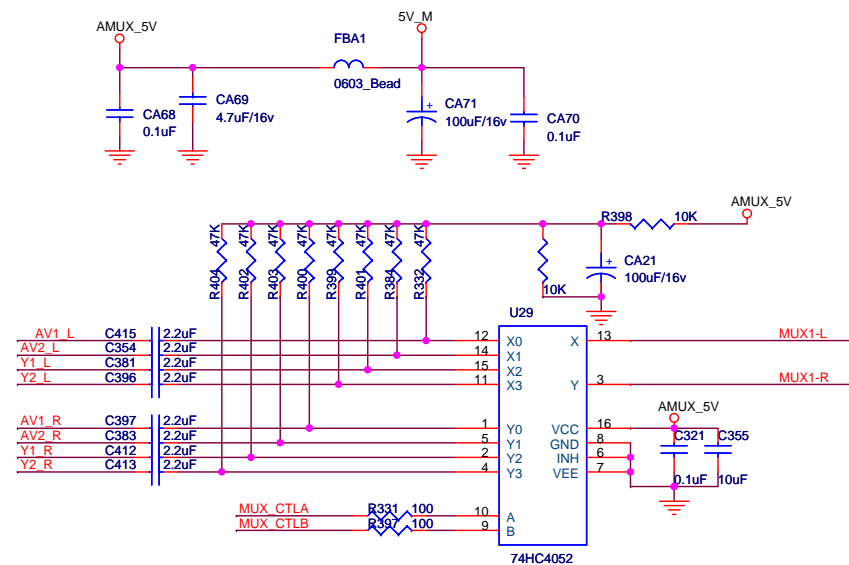 AMUX_5V
5V_M
FBA1
0603_Bead
CA68
0.1uF
CA69
4.7uF/16v
CA71
100uF/16v
CA70
0.1uF
AMUX_5V
R398
10K
47K
47K
47K
47K
47K
47K
47K
47K
R404
R402
R403
R400
R399
R401
R384
R332
10K
CA21
100uF/16v
U29
AV1_L C415 2.2uF 12 X0 X 13 MUX1-L
AV2_L C354 2.2uF 14 X1
Y1_L C381 2.2uF 15 X2
Y2_L C396 2.2uF 11 X3 Y 3 MUX1-R
AMUX_5V
AV1_R C397 2.2uF 1 Y0 VCC 16
AV2_R C383 2.2uF 5 Y1 GND 8 C321 C355
Y1_R C412 2.2uF 2 Y2 INH 6
Y2_R C413 2.2uF 4 Y3 VEE 7 0.1uF 10uF
MUX_CTLA R331 100 10 A
MUX_CTLB R397 100 9 B
74HC4052